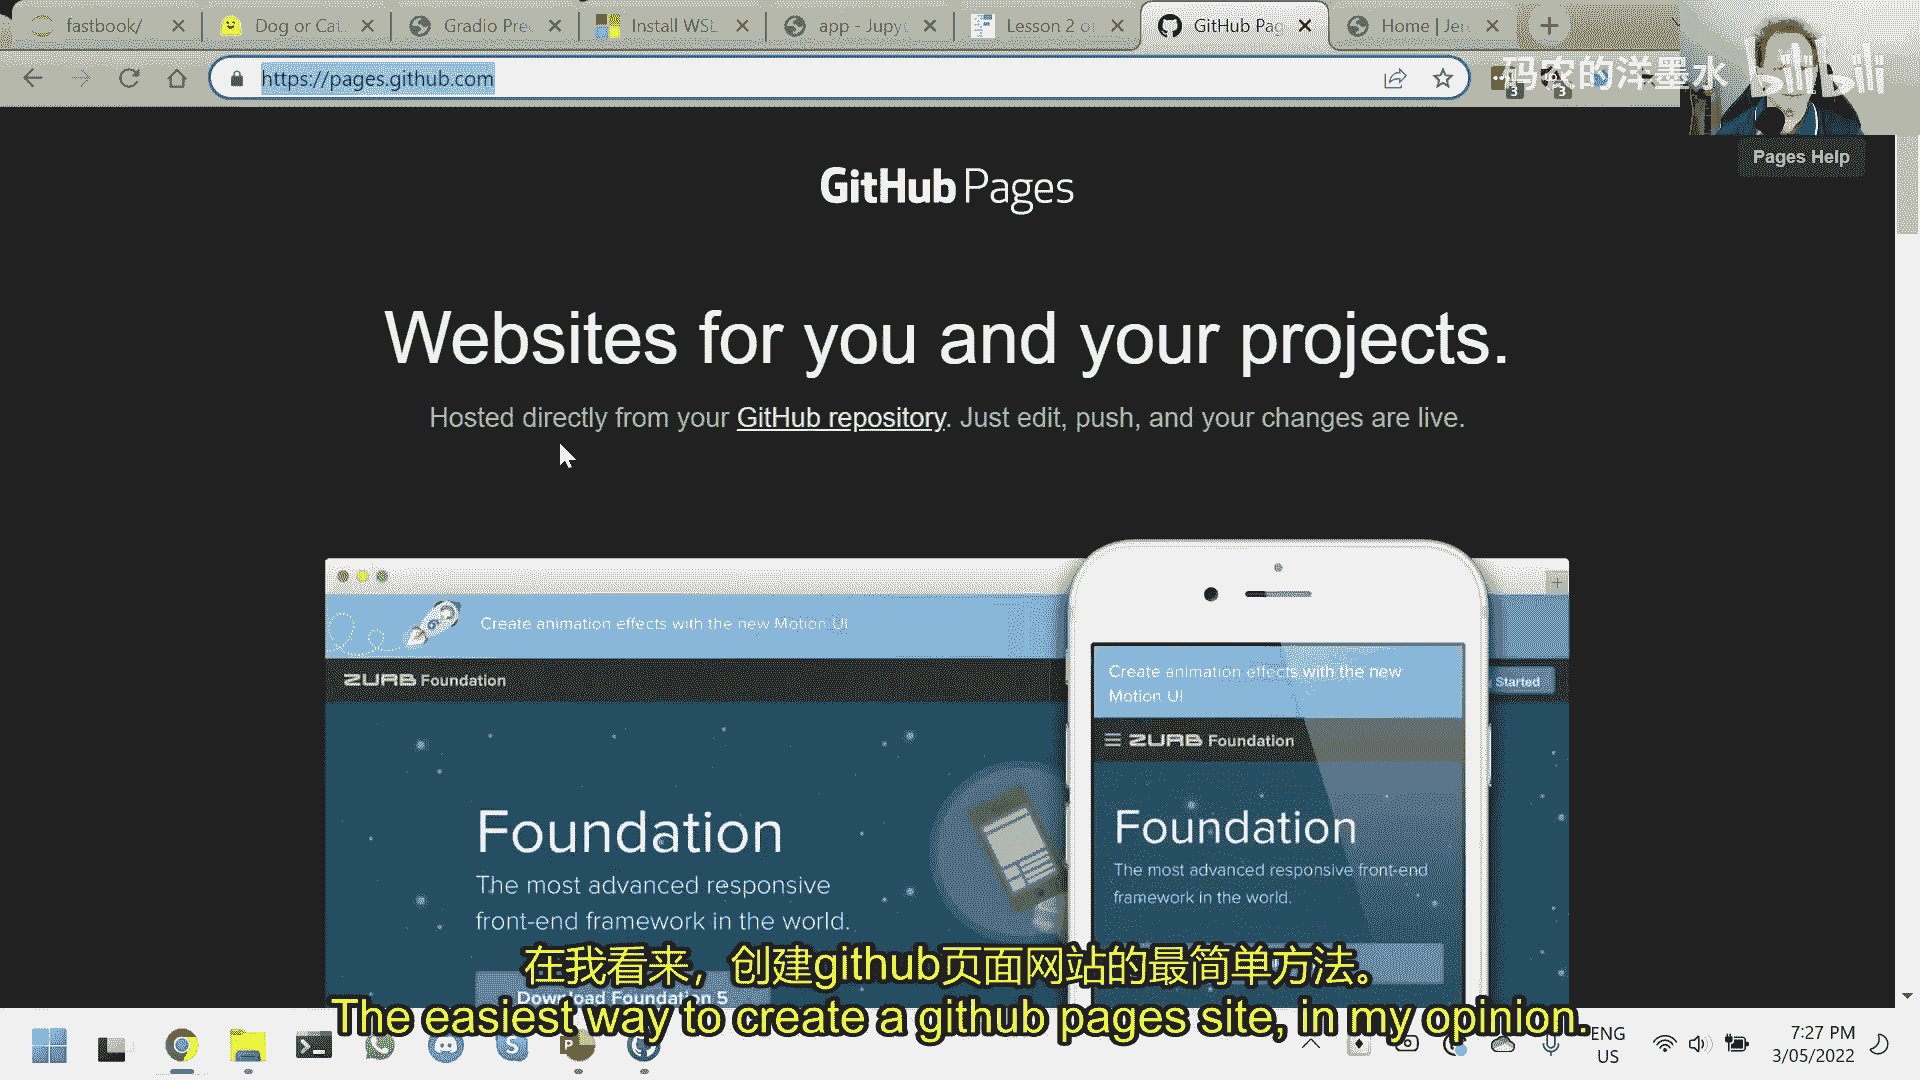 fastbook/
Dog or Cat
Gradio Pre
Install WSL
app - Jupy
Lesson 2 o
GitHub Pag
Home | Je
https://pages.github.com
3
3
码农的洋墨水
bilibili
Pages Help
GitHub Pages
Websites for you and your projects.
Hosted directly from your GitHub repository. Just edit, push, and your changes are live.
Create animation effects with the new Motion UI
ZURB Foundation
Foundation
The most advanced responsive
front-end framework in the world.
Download Foundation 5
Started
Create animation effects with the new
Motion UI
ZURB Foundation
Foundation
The most advanced responsive front-end
framework in the world.
在我看来，创建github页面网站的最简单方法。
The easiest way to create a github pages site, in my opinion.
ENG
US
7:27 PM
3/05/2022